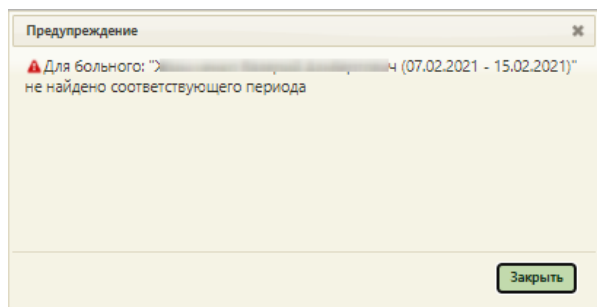 Предупреждение
Для больного: " (07.02.2021 - 15.02.2021)"
не найдено соответствующего периода
Закрыть